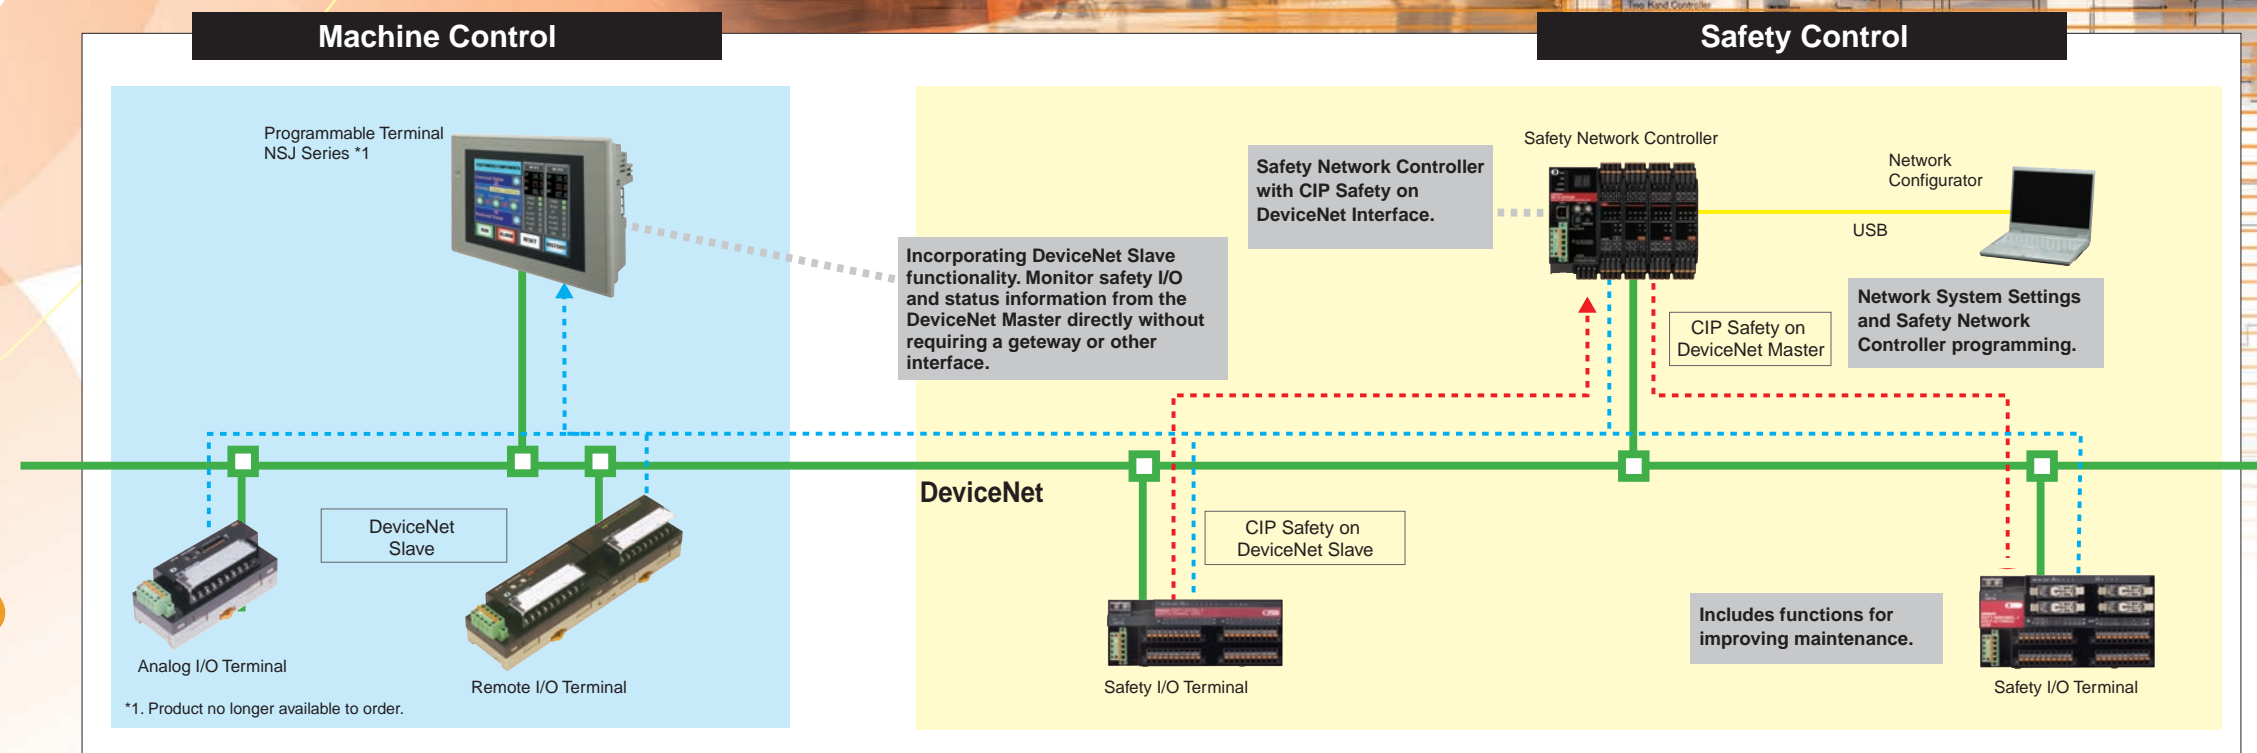 Two Hand Controller
Machine Control
Safety Control
Programmable Terminal
NSJ Series *1
Incorporating DeviceNet Slave
functionality. Monitor safety I/O
and status information from the
DeviceNet Master directly without
requiring a geteway or other
interface.
DeviceNet
Slave
Analog I/O Terminal
Remote I/O Terminal
*1. Product no longer available to order.
Safety Network Controller
Safety Network Controller
with CIP Safety on
DeviceNet Interface.
Network
Configurator
USB
Network System Settings
and Safety Network
Controller programming.
CIP Safety on
DeviceNet Master
DeviceNet
CIP Safety on
DeviceNet Slave
Includes functions for
improving maintenance.
Safety I/O Terminal
Safety I/O Terminal